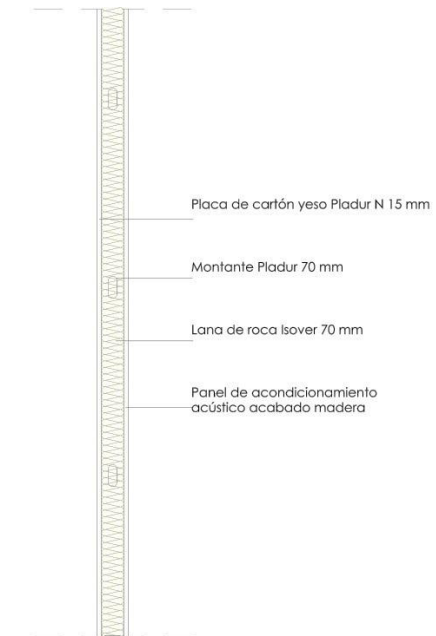 Placa de cartón yeso Pladur N 15 mm
Montante Pladur 70 mm
Lana de roca Isover 70 mm
Panel de acondicionamiento
acústico acabado madera